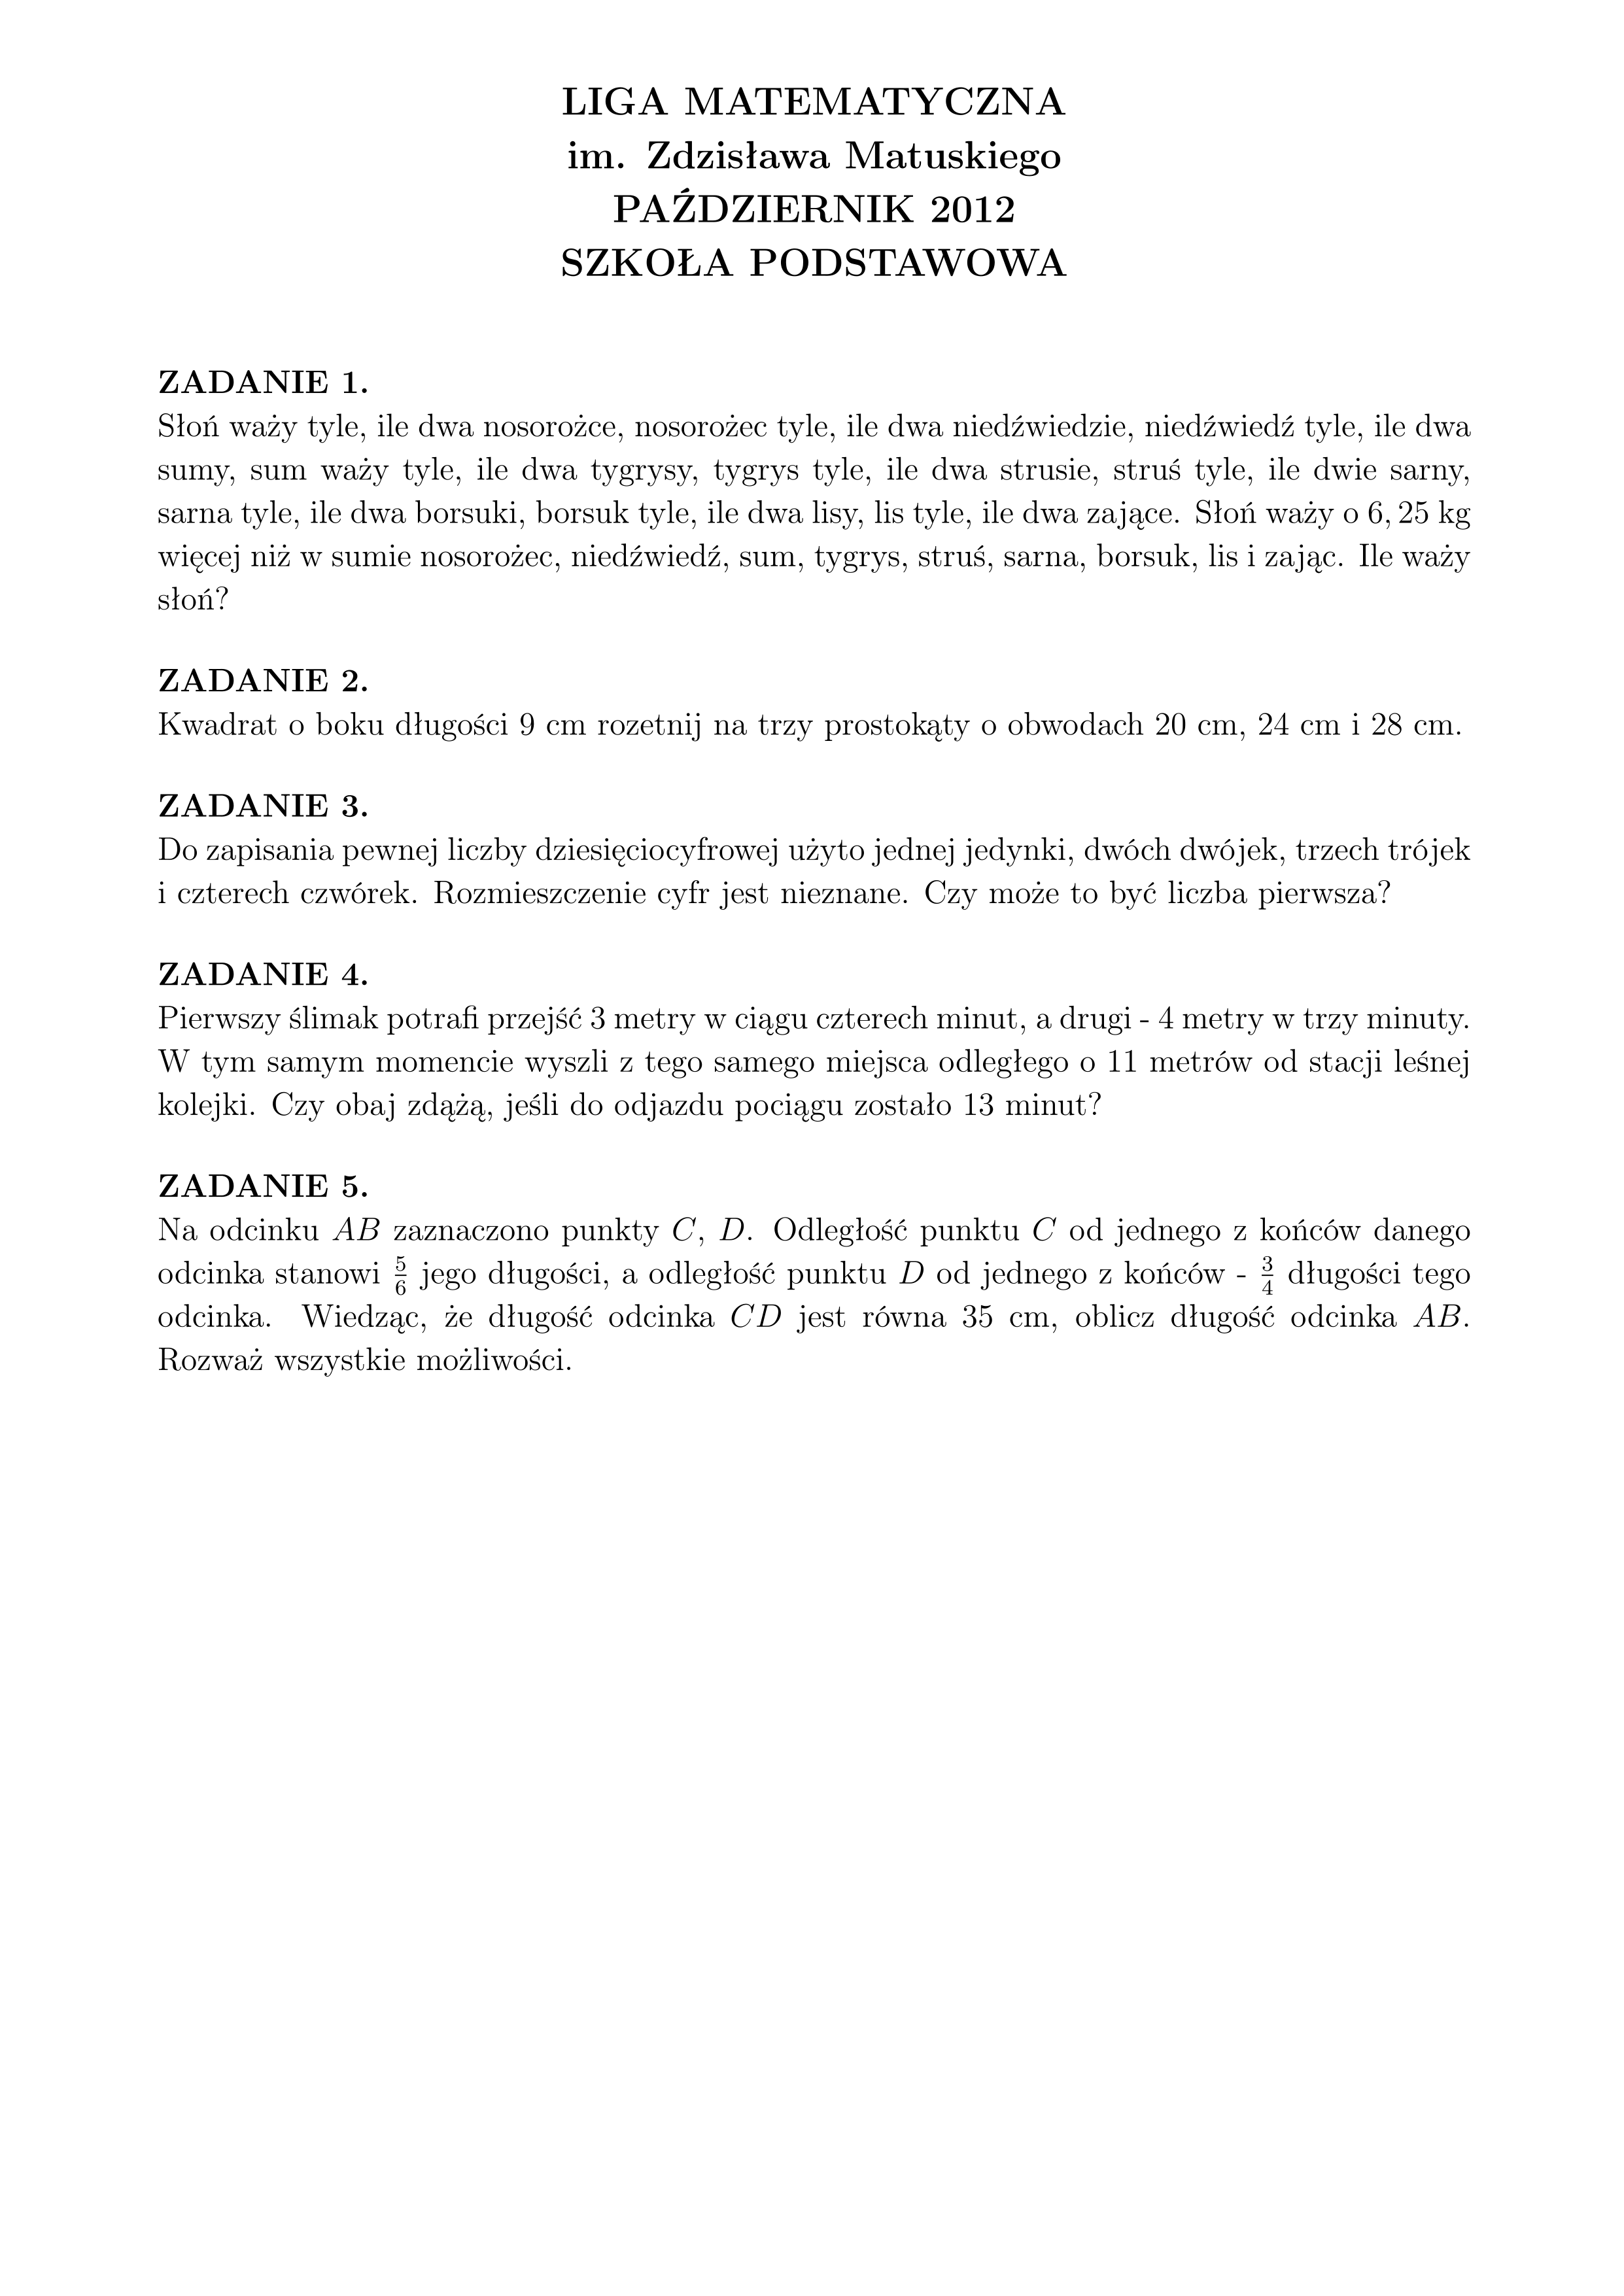 LIGA MATEMATYCZNA
im. Zdzisława Matuskiego
PAŹDZIERNIK 2012
SZKOŁA PODSTAWOWA
ZADANIE 1.
Słoń waży tyle, ile dwa nosorożce, nosorożec tyle, ile dwa niedźwiedzie, niedźwiedź tyle, ile dwa
sumy, sum waży tyle, ile dwa tygrysy, tygrys tyle, ile dwa strusie, struś tyle, ile dwie sarny,
sarna tyle, ile dwa borsuki, borsuk tyle, ile dwa lisy, lis tyle, ile dwa zające. Słoń waży o 6, 25 kg
więcej niż w sumie nosorożec, niedźwiedź, sum, tygrys, struś, sarna, borsuk, lis i zając. Ile waży
słoń?
ZADANIE 2.
Kwadrat o boku długości 9 cm rozetnij na trzy prostokąty o obwodach 20 cm, 24 cm i 28 cm.
ZADANIE 3.
Do zapisania pewnej liczby dziesięciocyfrowej użyto jednej jedynki, dwóch dwójek, trzech trójek
i czterech czwórek. Rozmieszczenie cyfr jest nieznane. Czy może to być liczba pierwsza?
ZADANIE 4.
Pierwszy ślimak potrafi przejść 3 metry w ciągu czterech minut, a drugi - 4 metry w trzy minuty.
W tym samym momencie wyszli z tego samego miejsca odległego o 11 metrów od stacji leśnej
kolejki. Czy obaj zdążą, jeśli do odjazdu pociągu zostało 13 minut?
ZADANIE 5.
Na odcinku AB zaznaczono punkty C, D. Odległość punktu C od jednego z końców danego
odcinka stanowi 5/6 jego długości, a odległość punktu D od jednego z końców - 3/4 długości tego
odcinka. Wiedząc, że długość odcinka CD jest równa 35 cm, oblicz długość odcinka AB.
Rozważ wszystkie możliwości.